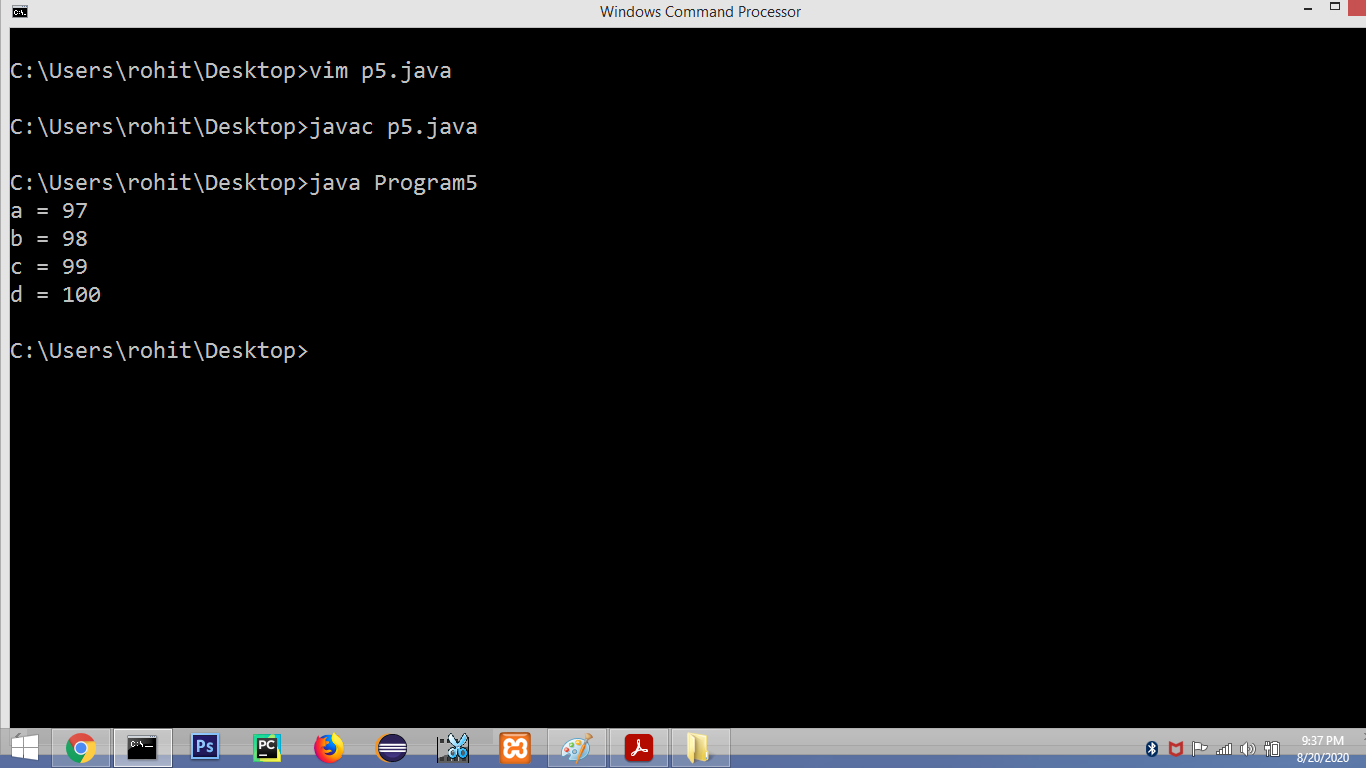 Windows Command Processor
C:\Users\rohit\Desktop>vim p5.java
C:\Users\rohit\Desktop>javac p5.java
C:\Users\rohit\Desktop>java Program5
a = 97
b = 98
c = 99
d = 100
C:\Users\rohit\Desktop>
C:\_
Ps
PC
9:37 PM
8/20/2020